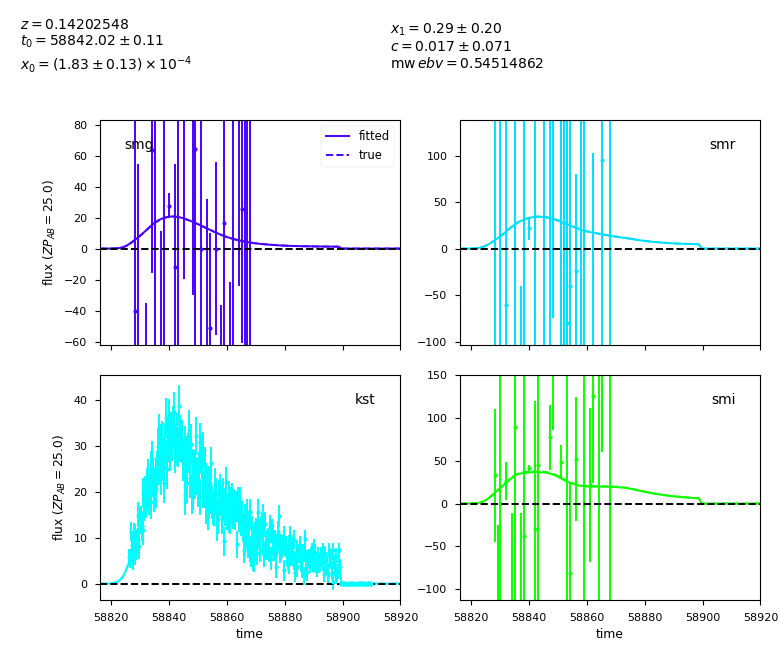 z = 0.14202548
t₀ = 58842.02 ± 0.11
x₀ = (1.83 ± 0.13) × 10⁻⁴
x₁ = 0.29 ± 0.20
c = 0.017 ± 0.071
mw ebv = 0.54514862
80
60
40
20
0
−20
−40
−60
flux (ZP_AB = 25.0)
smg
fitted
true
100
50
0
−50
−100
smr
40
30
20
10
0
flux (ZP_AB = 25.0)
kst
58820
58840
58860
58880
58900
58920
time
150
100
50
0
−50
−100
smi
58820
58840
58860
58880
58900
58920
time